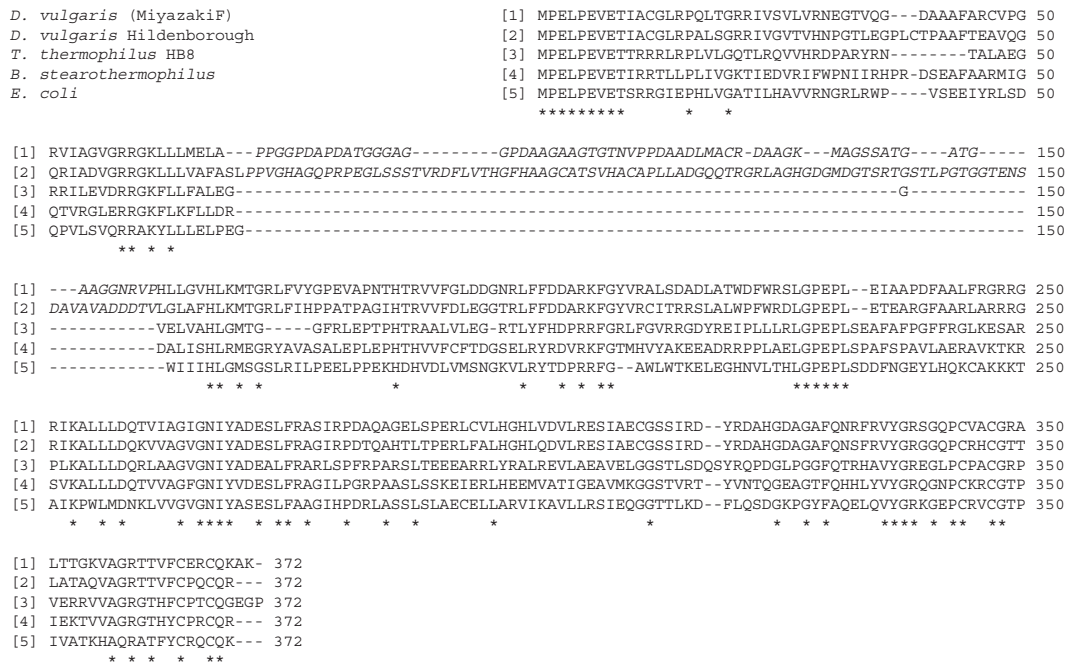 D. vulgaris (MiyazakiF) [1] MPELPEVETIACGLRPQLTGRRIVSVLVRNEGTVQG---DAAAFARCVPG 50
D. vulgaris Hildenborough [2] MPELPEVETIACGLRPALSGRRIVGVTVHNPGTLEGPLCTPAAFTEAVQG 50
T. thermophilus HB8 [3] MPELPEVETTRRRLRPLVLGQTLRQVVHRDPARYRN--------TALAEG 50
B. stearothermophilus [4] MPELPEVETIRRTLLPLIVGKTIEDVRIFWPNIIRHPR-DSEAFAARMIG 50
E. coli [5] MPELPEVETSRRGIEPHLVGATILHAVVRNGRLRWP----VSEEIYRLSD 50
********* * *
[1] RVIAGVGRRGKLLLMELA---PPGGPDAPDATGGGAG---------GPDAAGAAGTGTNVPPDAADLMACR-DAAGK---MAGSSATG----ATG----- 150
[2] QRIADVGRRGKLLLVAFASLPPVGHAGQPRPEGLSSSTVRDFLVTHGFHAAGCATSVHACAPLLADGQQTRGRLAGHGDGMDGTSRTGSTLPGTGGTENS 150
[3] RRILEVDRRGKFLLFALEG--------------------------------------------------------------------G------------ 150
[4] QTVRGLERRGKFLKFLLDR--------------------------------------------------------------------------------- 150
[5] QPVLSVQRRAKYLLLELPEG-------------------------------------------------------------------------------- 150
** * *
[1] ---AAGGNRVPHLLGVHLKMTGRLFVYGPEVAPNTHTRVVFGLDDGNRLFFDDARKFGYVRALSDADLATWDFWRSLGPEPL--EIAAPDFAALFRGRRG 250
[2] DAVAVADDDTVLGLAFHLKMTGRLFIHPPATPAGIHTRVVFDLEGGTRLFFDDARKFGYVRCITRRSLALWPFWRDLGPEPL--ETEARGFAARLARRRG 250
[3] -----------VELVAHLGMTG-----GFRLEPTPHTRAALVLEG-RTLYFHDPRRFGRLFGVRRGDYREIPLLLRLGPEPLSEAFAFPGFFRGLKESAR 250
[4] -----------DALISHLRMEGRYAVASALEPLEPHTHVVFCFTDGSELRYRDVRKFGTMHVYAKEEADRRPPLAELGPEPLSPAFSPAVLAERAVKTKR 250
[5] ------------WIIIHLGMSGSLRILPEELPPEKHDHVDLVMSNGKVLRYTDPRRFG--AWLWTKELEGHNVLTHLGPEPLSDDFNGEYLHQKCAKKKT 250
** * * * * * * ** ******
[1] RIKALLLDQTVIAGIGNIYADESLFRASIRPDAQAGELSPERLCVLHGHLVDVLRESIAECGSSIRD--YRDAHGDAGAFQNRFRVYGRSGQPCVACGRA 350
[2] RIKALLLDQKVVAGVGNIYADESLFRAGIRPDTQAHTLTPERLFALHGHLQDVLRESIAECGSSIRD--YRDAHGDAGAFQNSFRVYGRGGQPCRHCGTT 350
[3] PLKALLLDQRLAAGVGNIYADEALFRARLSPFRPARSLTEEEARRLYRALREVLAEAVELGGSTLSDQSYRQPDGLPGGFQTRHAVYGREGLPCPACGRP 350
[4] SVKALLLDQTVVAGFGNIYVDESLFRAGILPGRPAASLSSKEIERLHEEMVATIGEAVMKGGSTVRT--YVNTQGEAGTFQHHLYVYGRQGNPCKRCGTP 350
[5] AIKPWLMDNKLVVGVGNIYASESLFAAGIHPDRLASSLSLAECELLARVIKAVLLRSIEQGGTTLKD--FLQSDGKPGYFAQELQVYGRKGEPCRVCGTP 350
* * * * **** * ** * * * * * * * * * **** * ** **
[1] LTTGKVAGRTTVFCERCQKAK- 372
[2] LATAQVAGRTTVFCPQCQR--- 372
[3] VERRVVAGRGTHFCPTCQGEGP 372
[4] IEKTVVAGRGTHYCPRCQR--- 372
[5] IVATKHAQRATFYCRQCQK--- 372
* * * * **